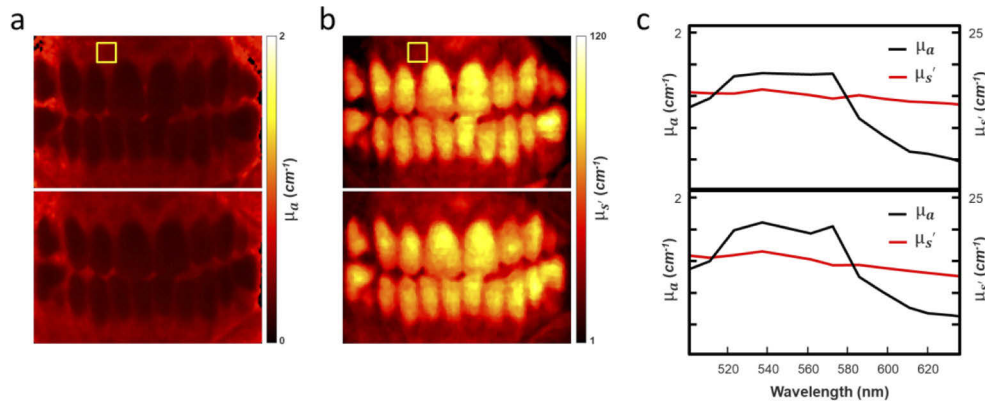 a
b
c
2
μa (cm-1)
0
120
μs' (cm-1)
1
2
25
μa
μs'
μa (cm-1)
μs' (cm-1)
2
25
μa
μs'
μa (cm-1)
μs' (cm-1)
520 540 560 580 600 620
Wavelength (nm)